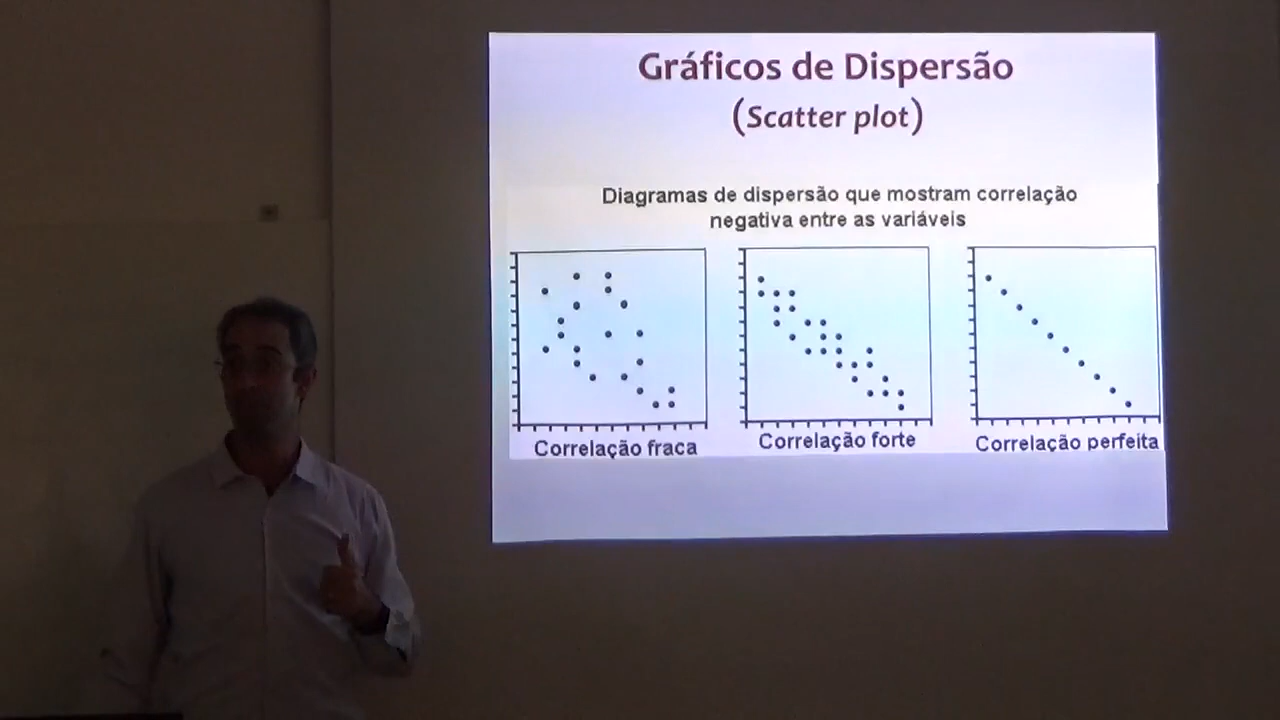 Gráficos de Dispersão
(Scatter plot)
Diagramas de dispersão que mostram correlação
negativa entre as variáveis
Correlação fraca
Correlação forte
Correlação perfeita